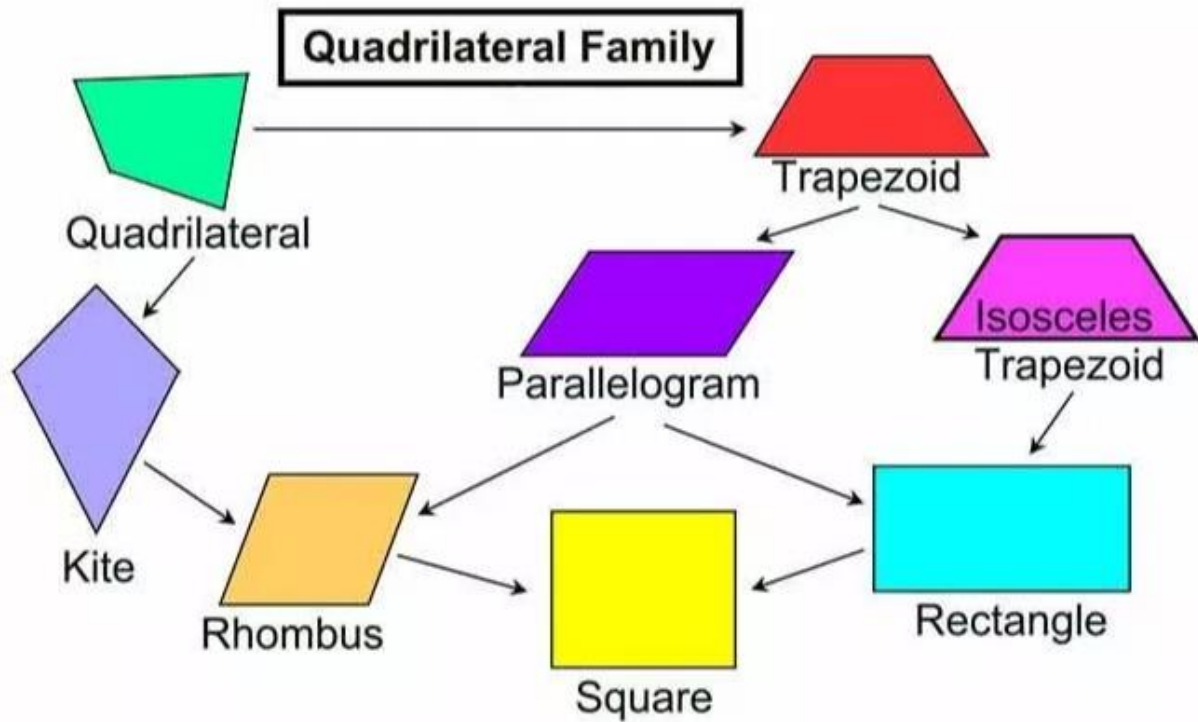 Quadrilateral Family
Trapezoid
Quadrilateral
Isosceles
Trapezoid
Parallelogram
Kite
Rhombus
Rectangle
Square